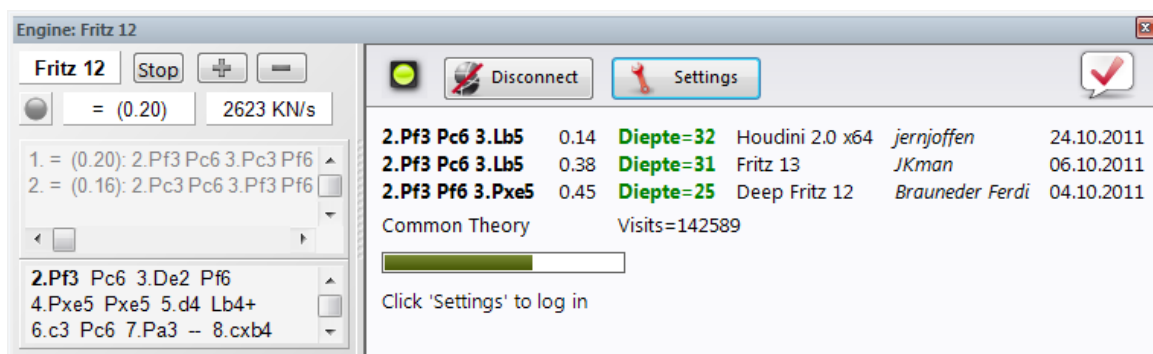 Engine: Fritz 12
Fritz 12 Stop
= (0.20) 2623 KN/s
1. = (0.20): 2.Pf3 Pc6 3.Pc3 Pf6
2. = (0.16): 2.Pc3 Pc6 3.Pf3 Pf6
2.Pf3 Pc6 3.De2 Pf6
4.Pxe5 Pxe5 5.d4 Lb4+
6.c3 Pc6 7.Pa3 -- 8.cxb4
Disconnect Settings
2.Pf3 Pc6 3.Lb5 0.14 Diepte=32 Houdini 2.0 x64 jernjoffen 24.10.2011
2.Pf3 Pc6 3.Lb5 0.38 Diepte=31 Fritz 13 JKman 06.10.2011
2.Pf3 Pf6 3.Pxe5 0.45 Diepte=25 Deep Fritz 12 Brauneder Ferdi 04.10.2011
Common Theory Visits=142589
Click 'Settings' to log in